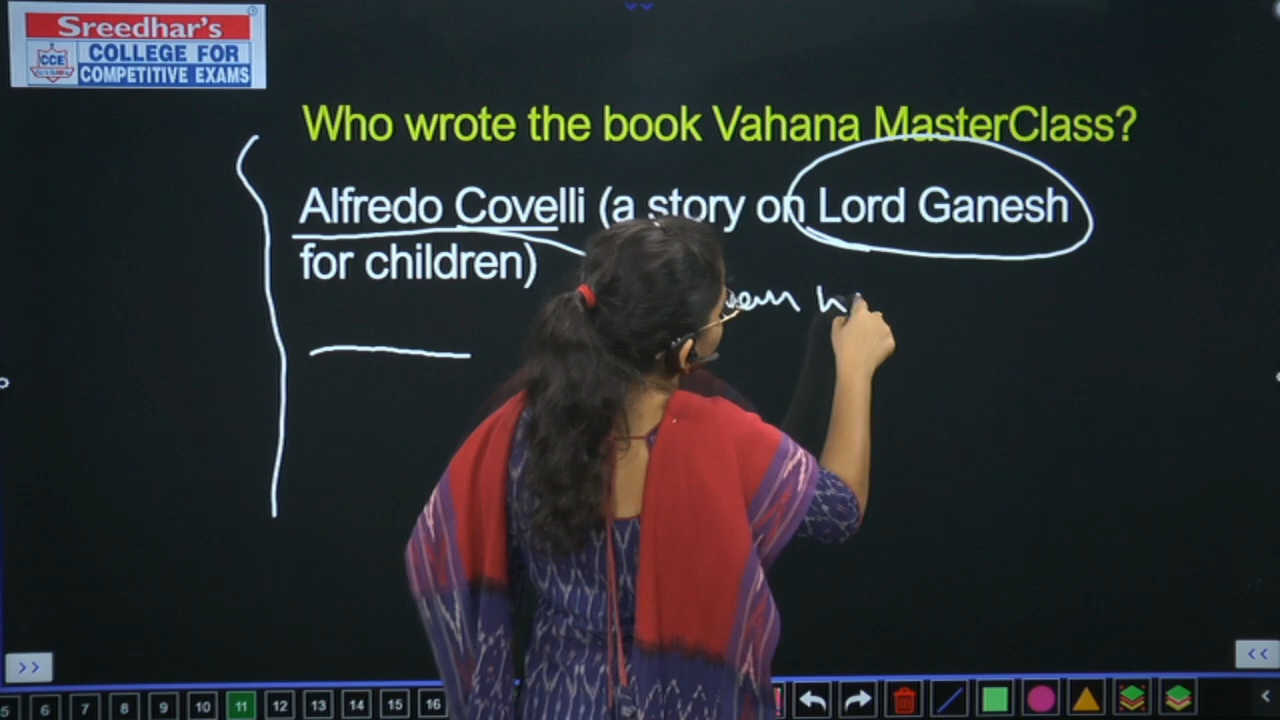 Sreedhar's
CCE
COLLEGE FOR
COMPETITIVE EXAMS
Who wrote the book Vahana MasterClass?
Alfredo Covelli (a story on Lord Ganesh
for children)
>>
<<
5 6 7 8 9 10 11 12 13 14 15 16